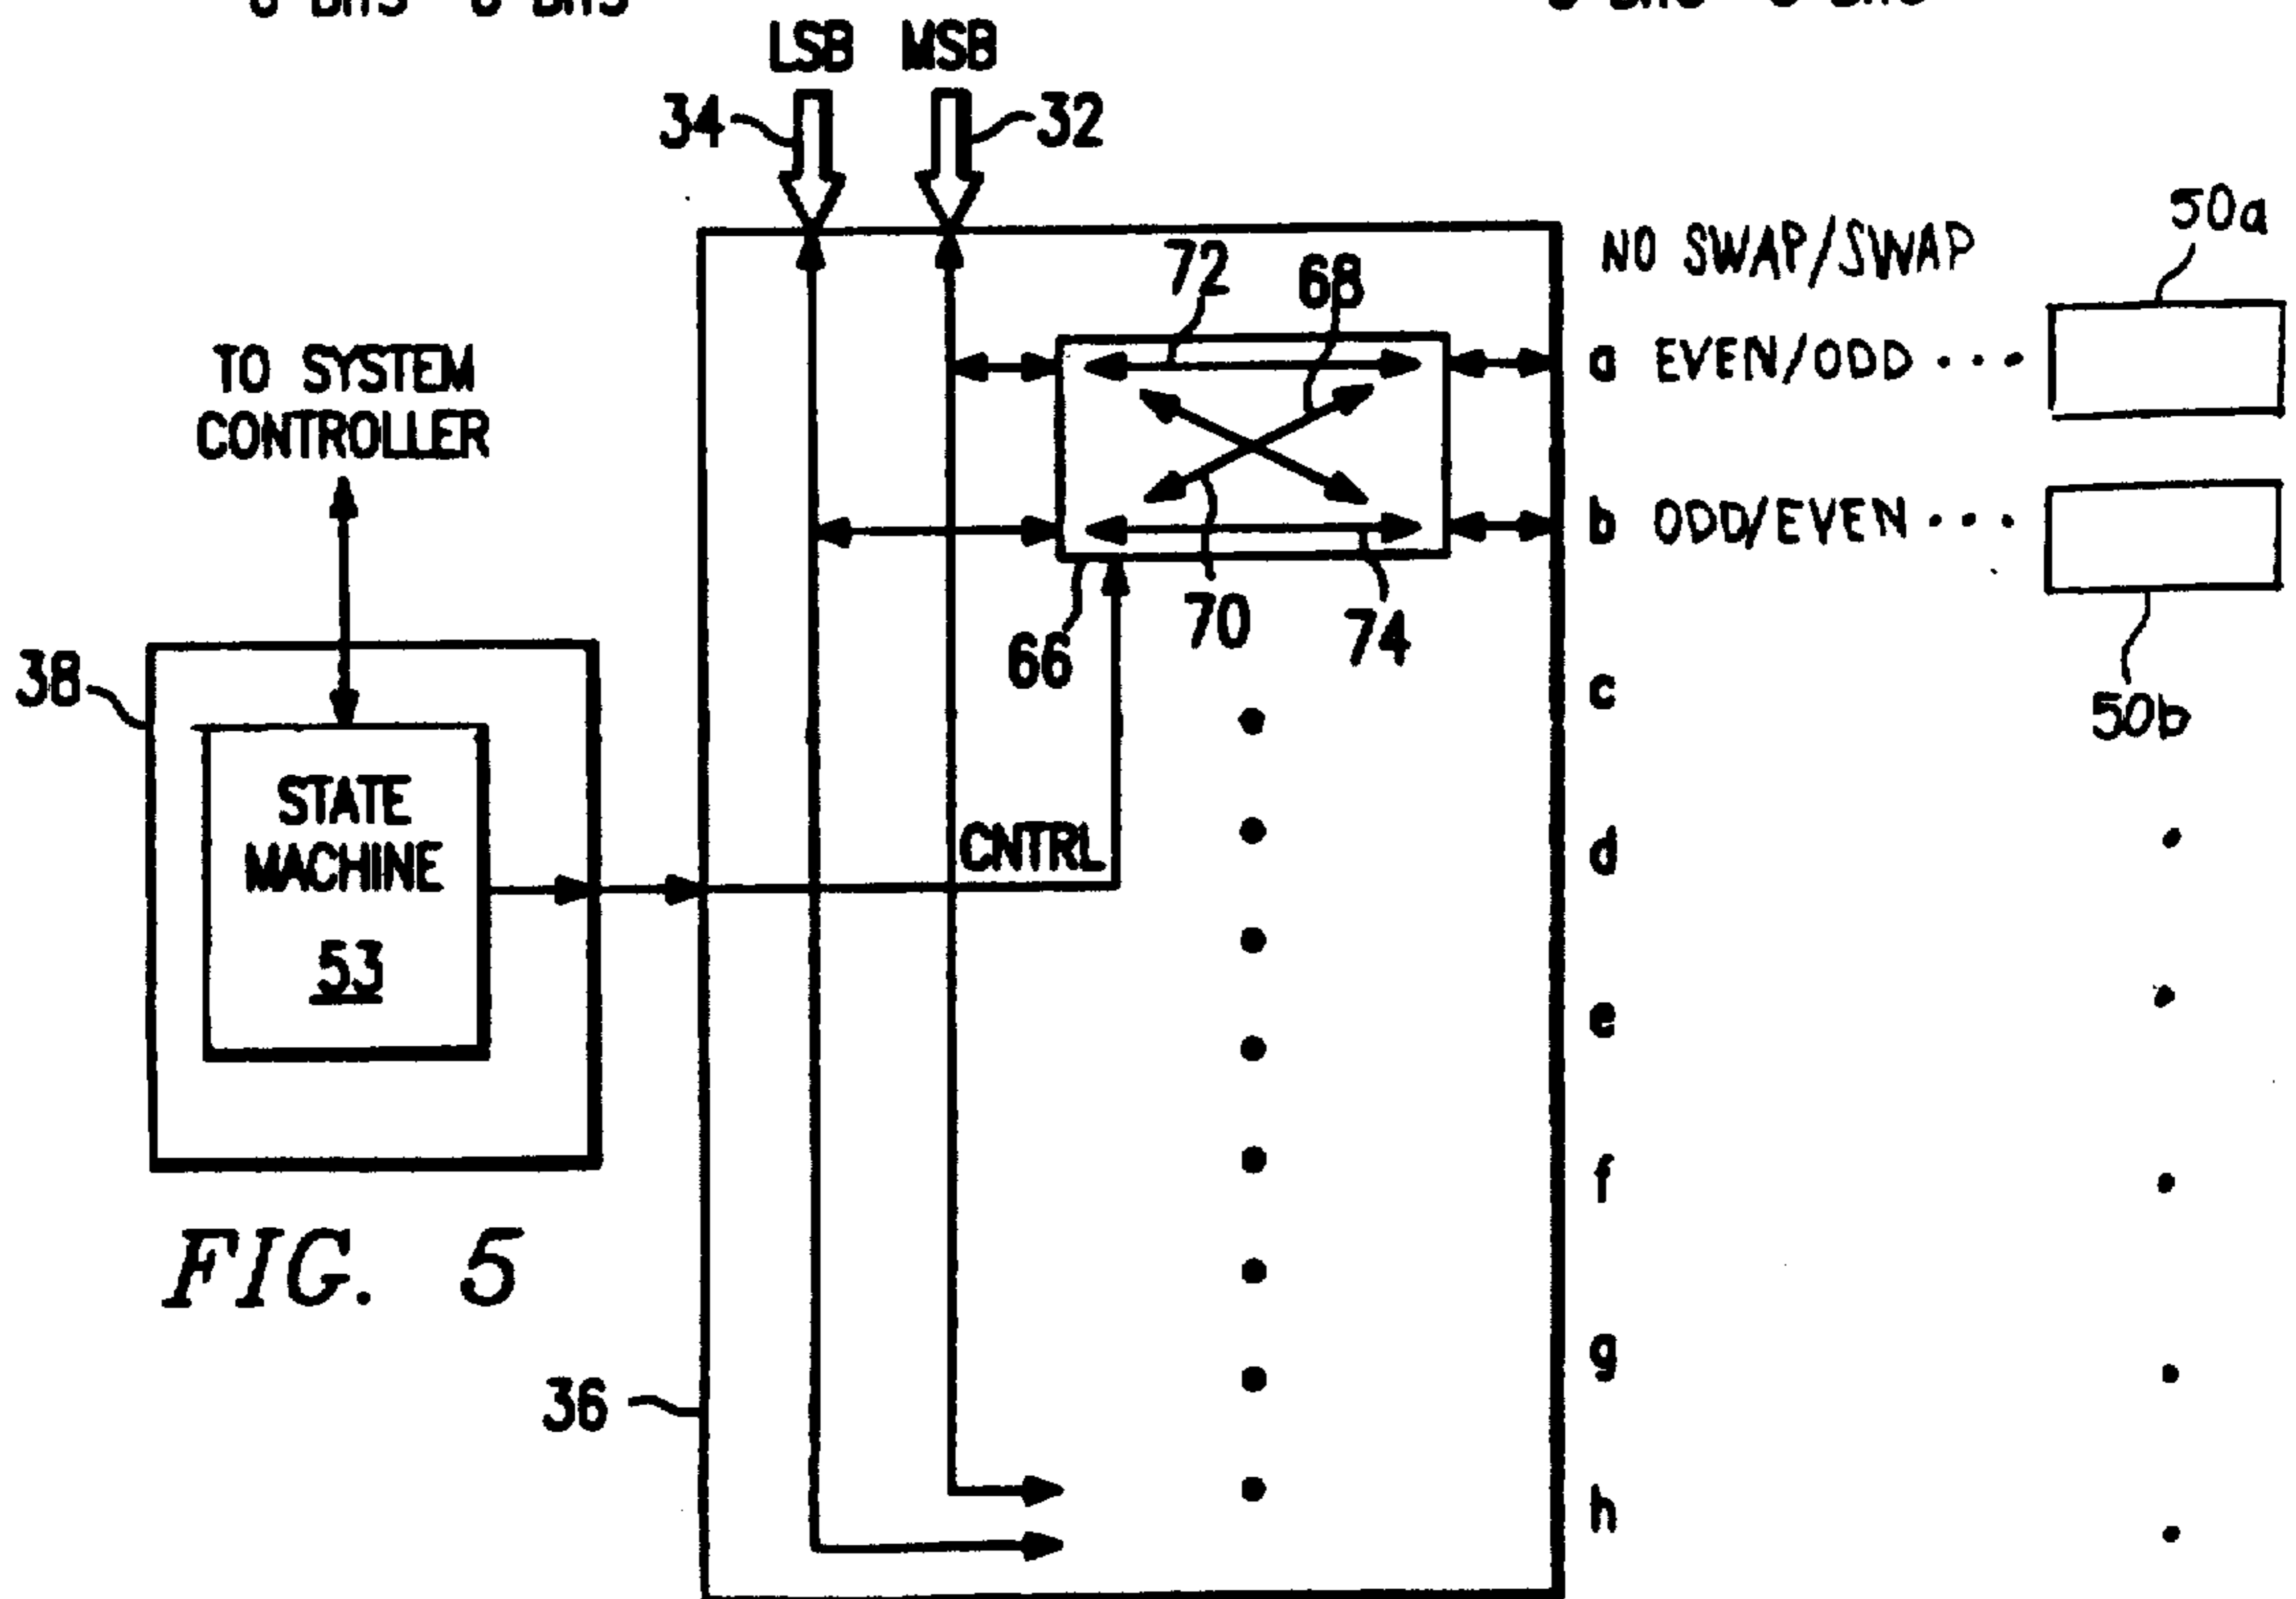 LSB MSB
34
32
50a
NO SWAP/SWAP
72
68
TO SYSTEM
CONTROLLER
a EVEN/ODD ...
b ODD/EVEN ...
70
74
66
38
c
50b
STATE
MACHINE
53
CNTRL
d
e
f
FIG. 5
g
36
h